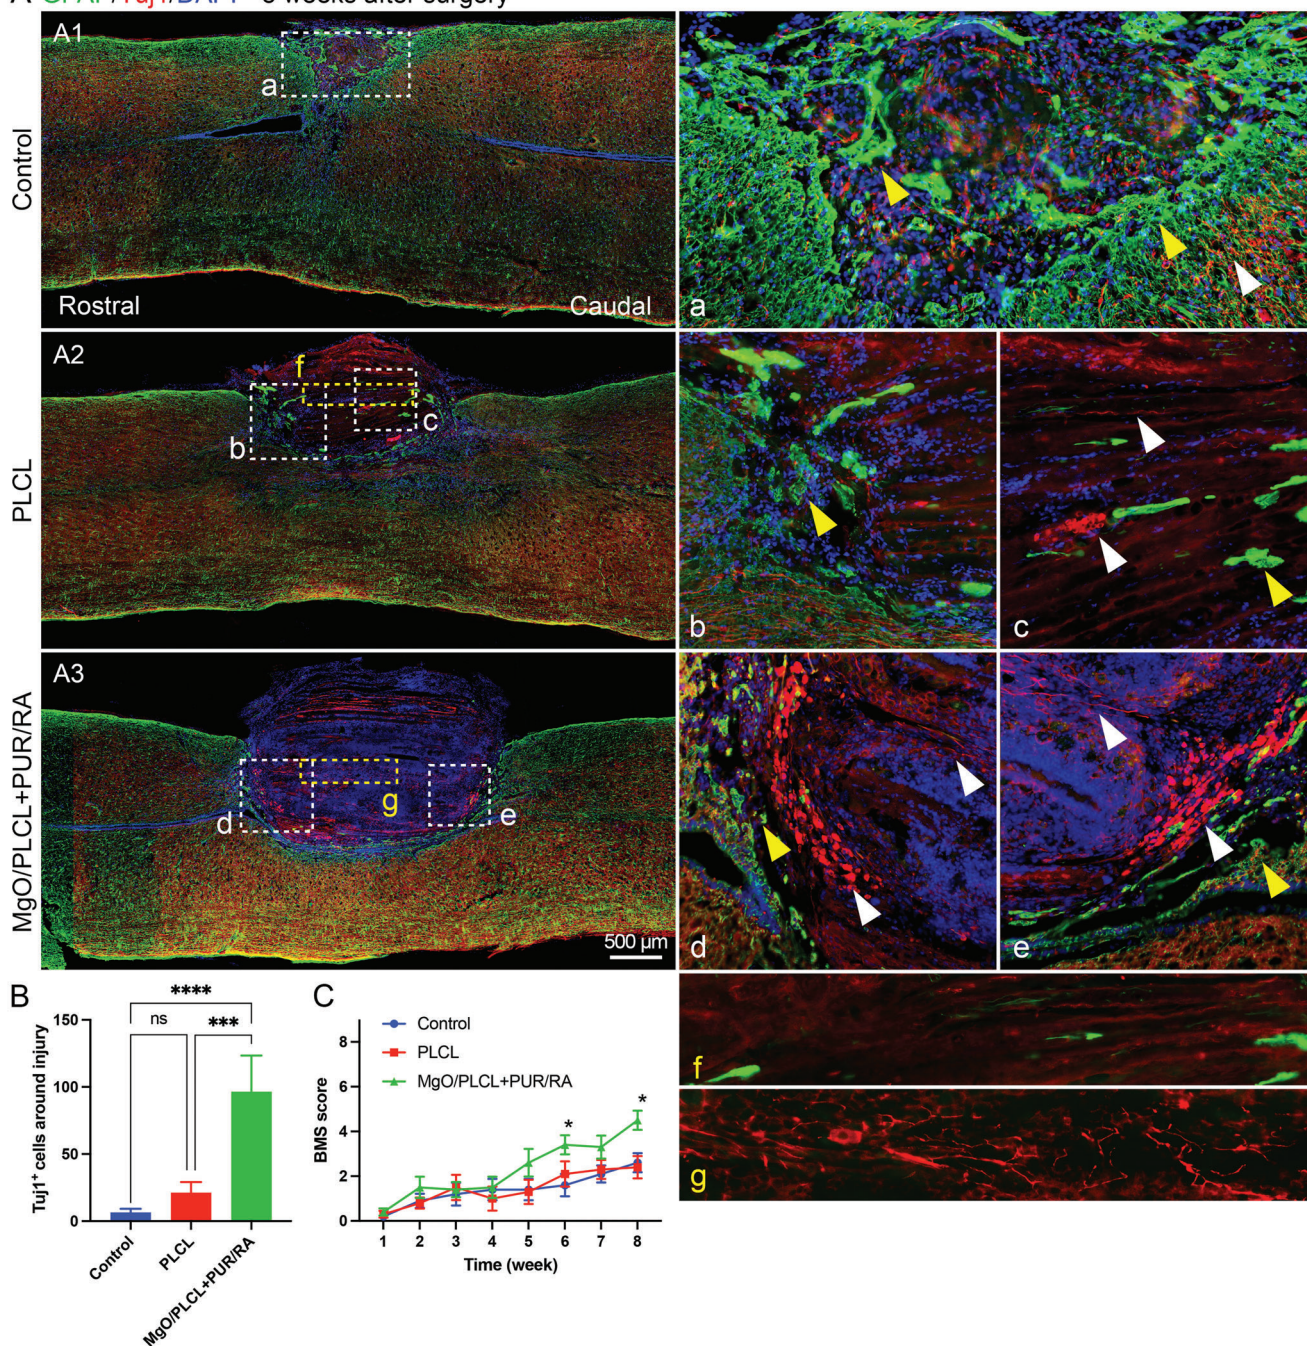 A1
a
Control
Rostral
Caudal
a
A2
f
b
c
PLCL
b
c
A3
d
g
e
MgO/PLCL+PUR/RA
500 µm
d
e
B
****
ns
***
150
100
50
0
Tuj1⁺ cells around injury
Control
PLCL
MgO/PLCL+PUR/RA
C
Control
PLCL
MgO/PLCL+PUR/RA
8
6
4
2
0
BMS score
*
*
1 2 3 4 5 6 7 8
Time (week)
f
g